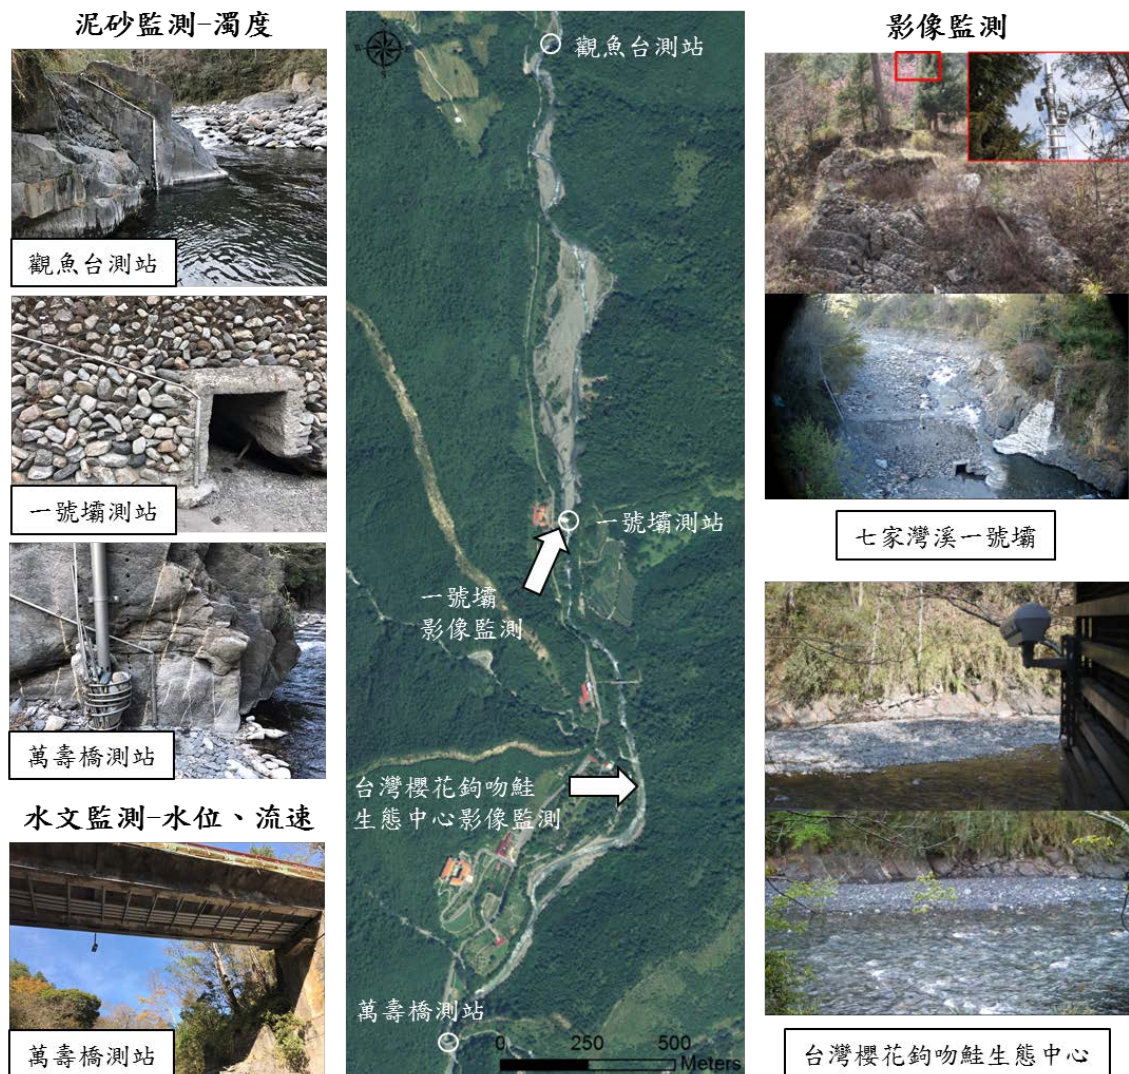 泥砂監測-濁度
觀魚台測站
一號壩測站
萬壽橋測站
水文監測-水位、流速
萬壽橋測站
S
觀魚台測站
一號壩測站
一號壩
影像監測
台灣櫻花鉤吻鮭
生態中心影像監測
萬壽橋測站
0 250 500
Meters
影像監測
七家灣溪一號壩
台灣櫻花鉤吻鮭生態中心